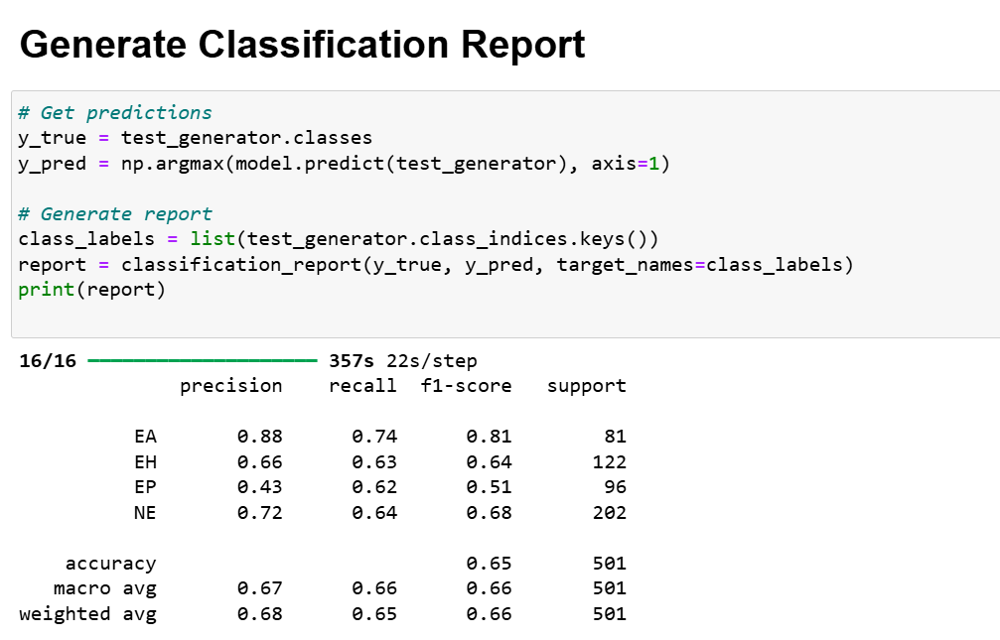 Generate Classification Report
# Get predictions
y_true = test_generator.classes
y_pred = np.argmax(model.predict(test_generator), axis=1)
# Generate report
class_labels = list(test_generator.class_indices.keys())
report = classification_report(y_true, y_pred, target_names=class_labels)
print(report)
16/16 ━━━━━━━━━━━━━━━━━━━━ 357s 22s/step
precision recall f1-score support
EA 0.88 0.74 0.81 81
EH 0.66 0.63 0.64 122
EP 0.43 0.62 0.51 96
NE 0.72 0.64 0.68 202
accuracy 0.65 501
macro avg 0.67 0.66 0.66 501
weighted avg 0.68 0.65 0.66 501